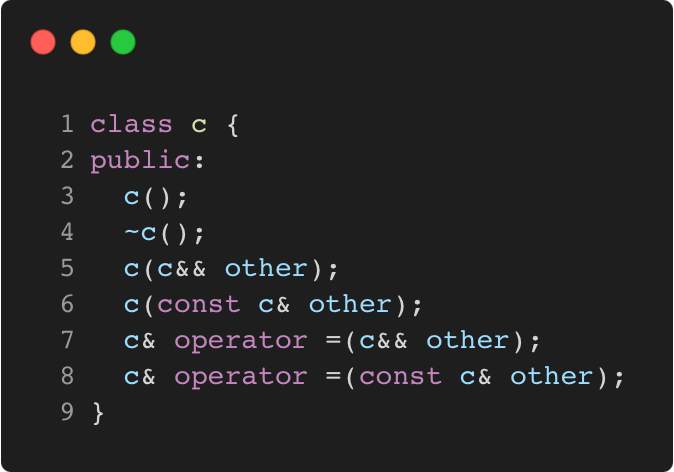 1 class c {
2 public:
3   c();
4   ~c();
5   c(c&& other);
6   c(const c& other);
7   c& operator =(c&& other);
8   c& operator =(const c& other);
9 }